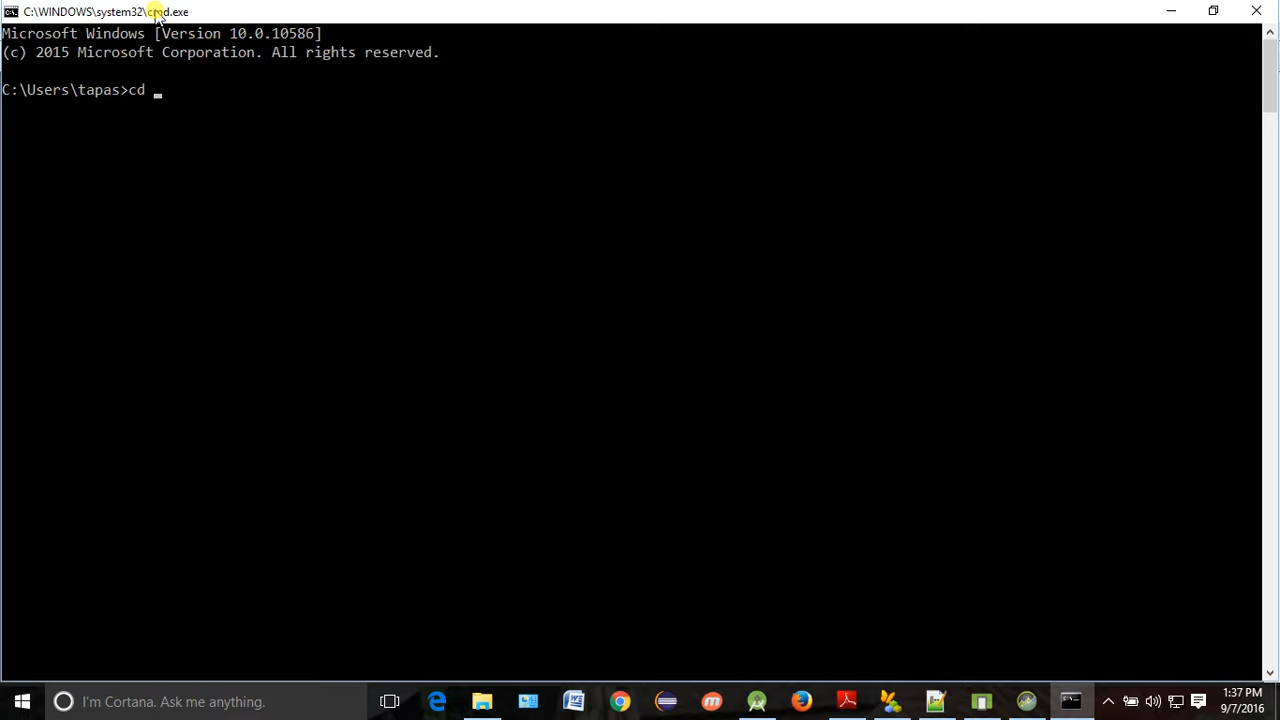 C:\WINDOWS\system32\cmd.exe
Microsoft Windows [Version 10.0.10586]
(c) 2015 Microsoft Corporation. All rights reserved.
C:\Users\tapas>cd
I'm Cortana. Ask me anything.
1:37 PM
9/7/2016